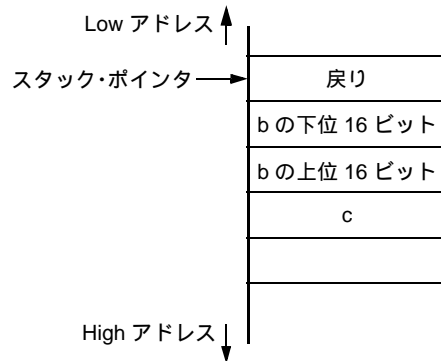 Low アドレス
スタック・ポインタ
戻り
b の下位 16 ビット
b の上位 16 ビット
c
High アドレス